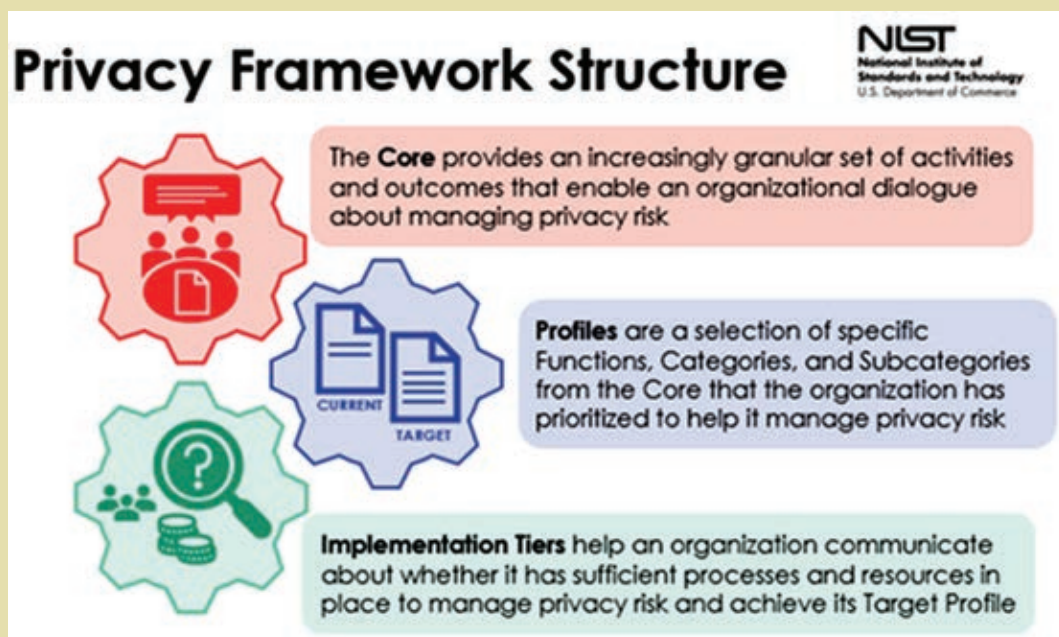 Privacy Framework Structure
NIST
National Institute of
Standards and Technology
U.S. Department of Commerce
The Core provides an increasingly granular set of activities
and outcomes that enable an organizational dialogue
about managing privacy risk
CURRENT
TARGET
Profiles are a selection of specific
Functions, Categories, and Subcategories
from the Core that the organization has
prioritized to help it manage privacy risk
?
Implementation Tiers help an organization communicate
about whether it has sufficient processes and resources in
place to manage privacy risk and achieve its Target Profile